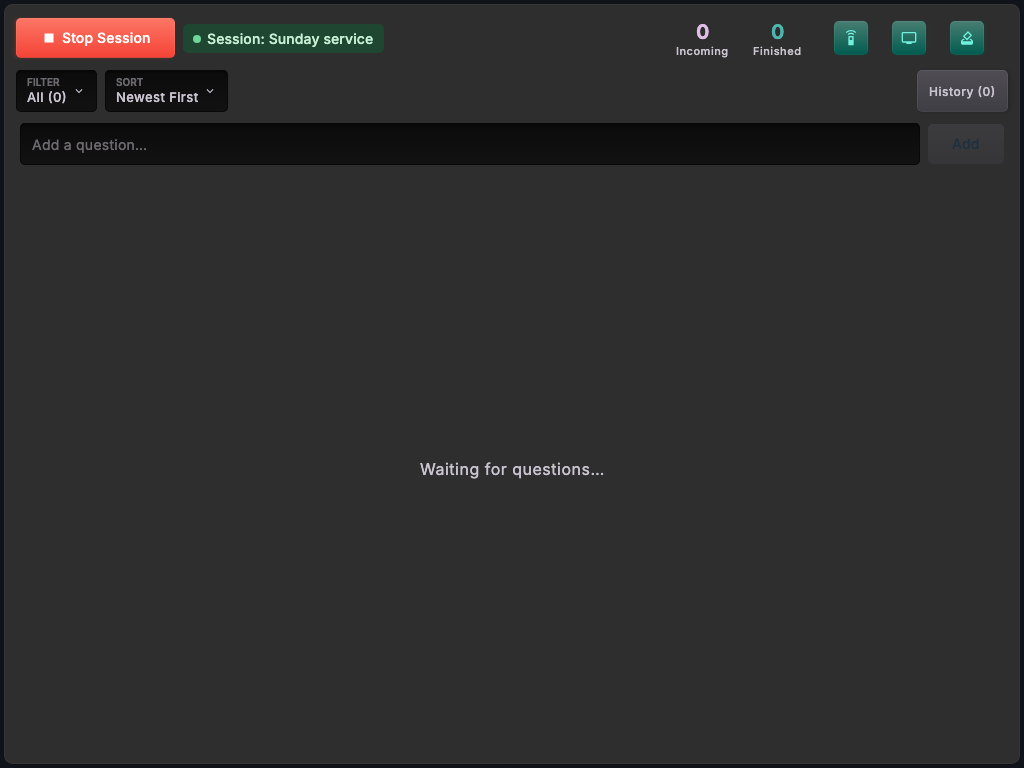 Stop Session
Session: Sunday service
0
Incoming
0
Finished
FILTER
All (0)
SORT
Newest First
History (0)
Add a question...
Add
Waiting for questions...